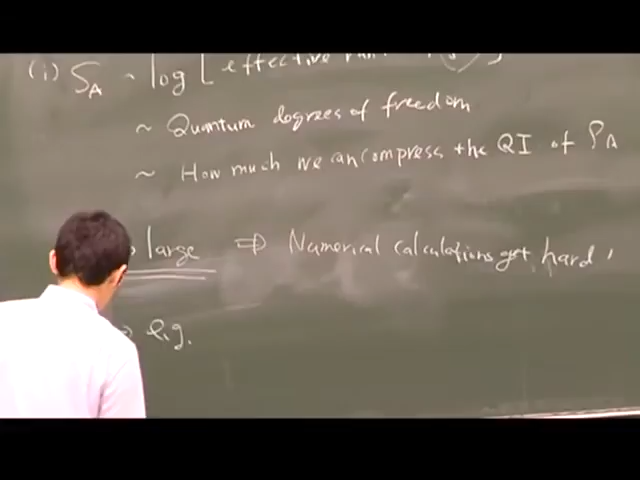 (i) S_A ~ log [ effective
~ Quantum degrees of freedom
~ How much we can compress the QI of ρ_A
large ⇒ Numerical calculations get hard!
e.g.